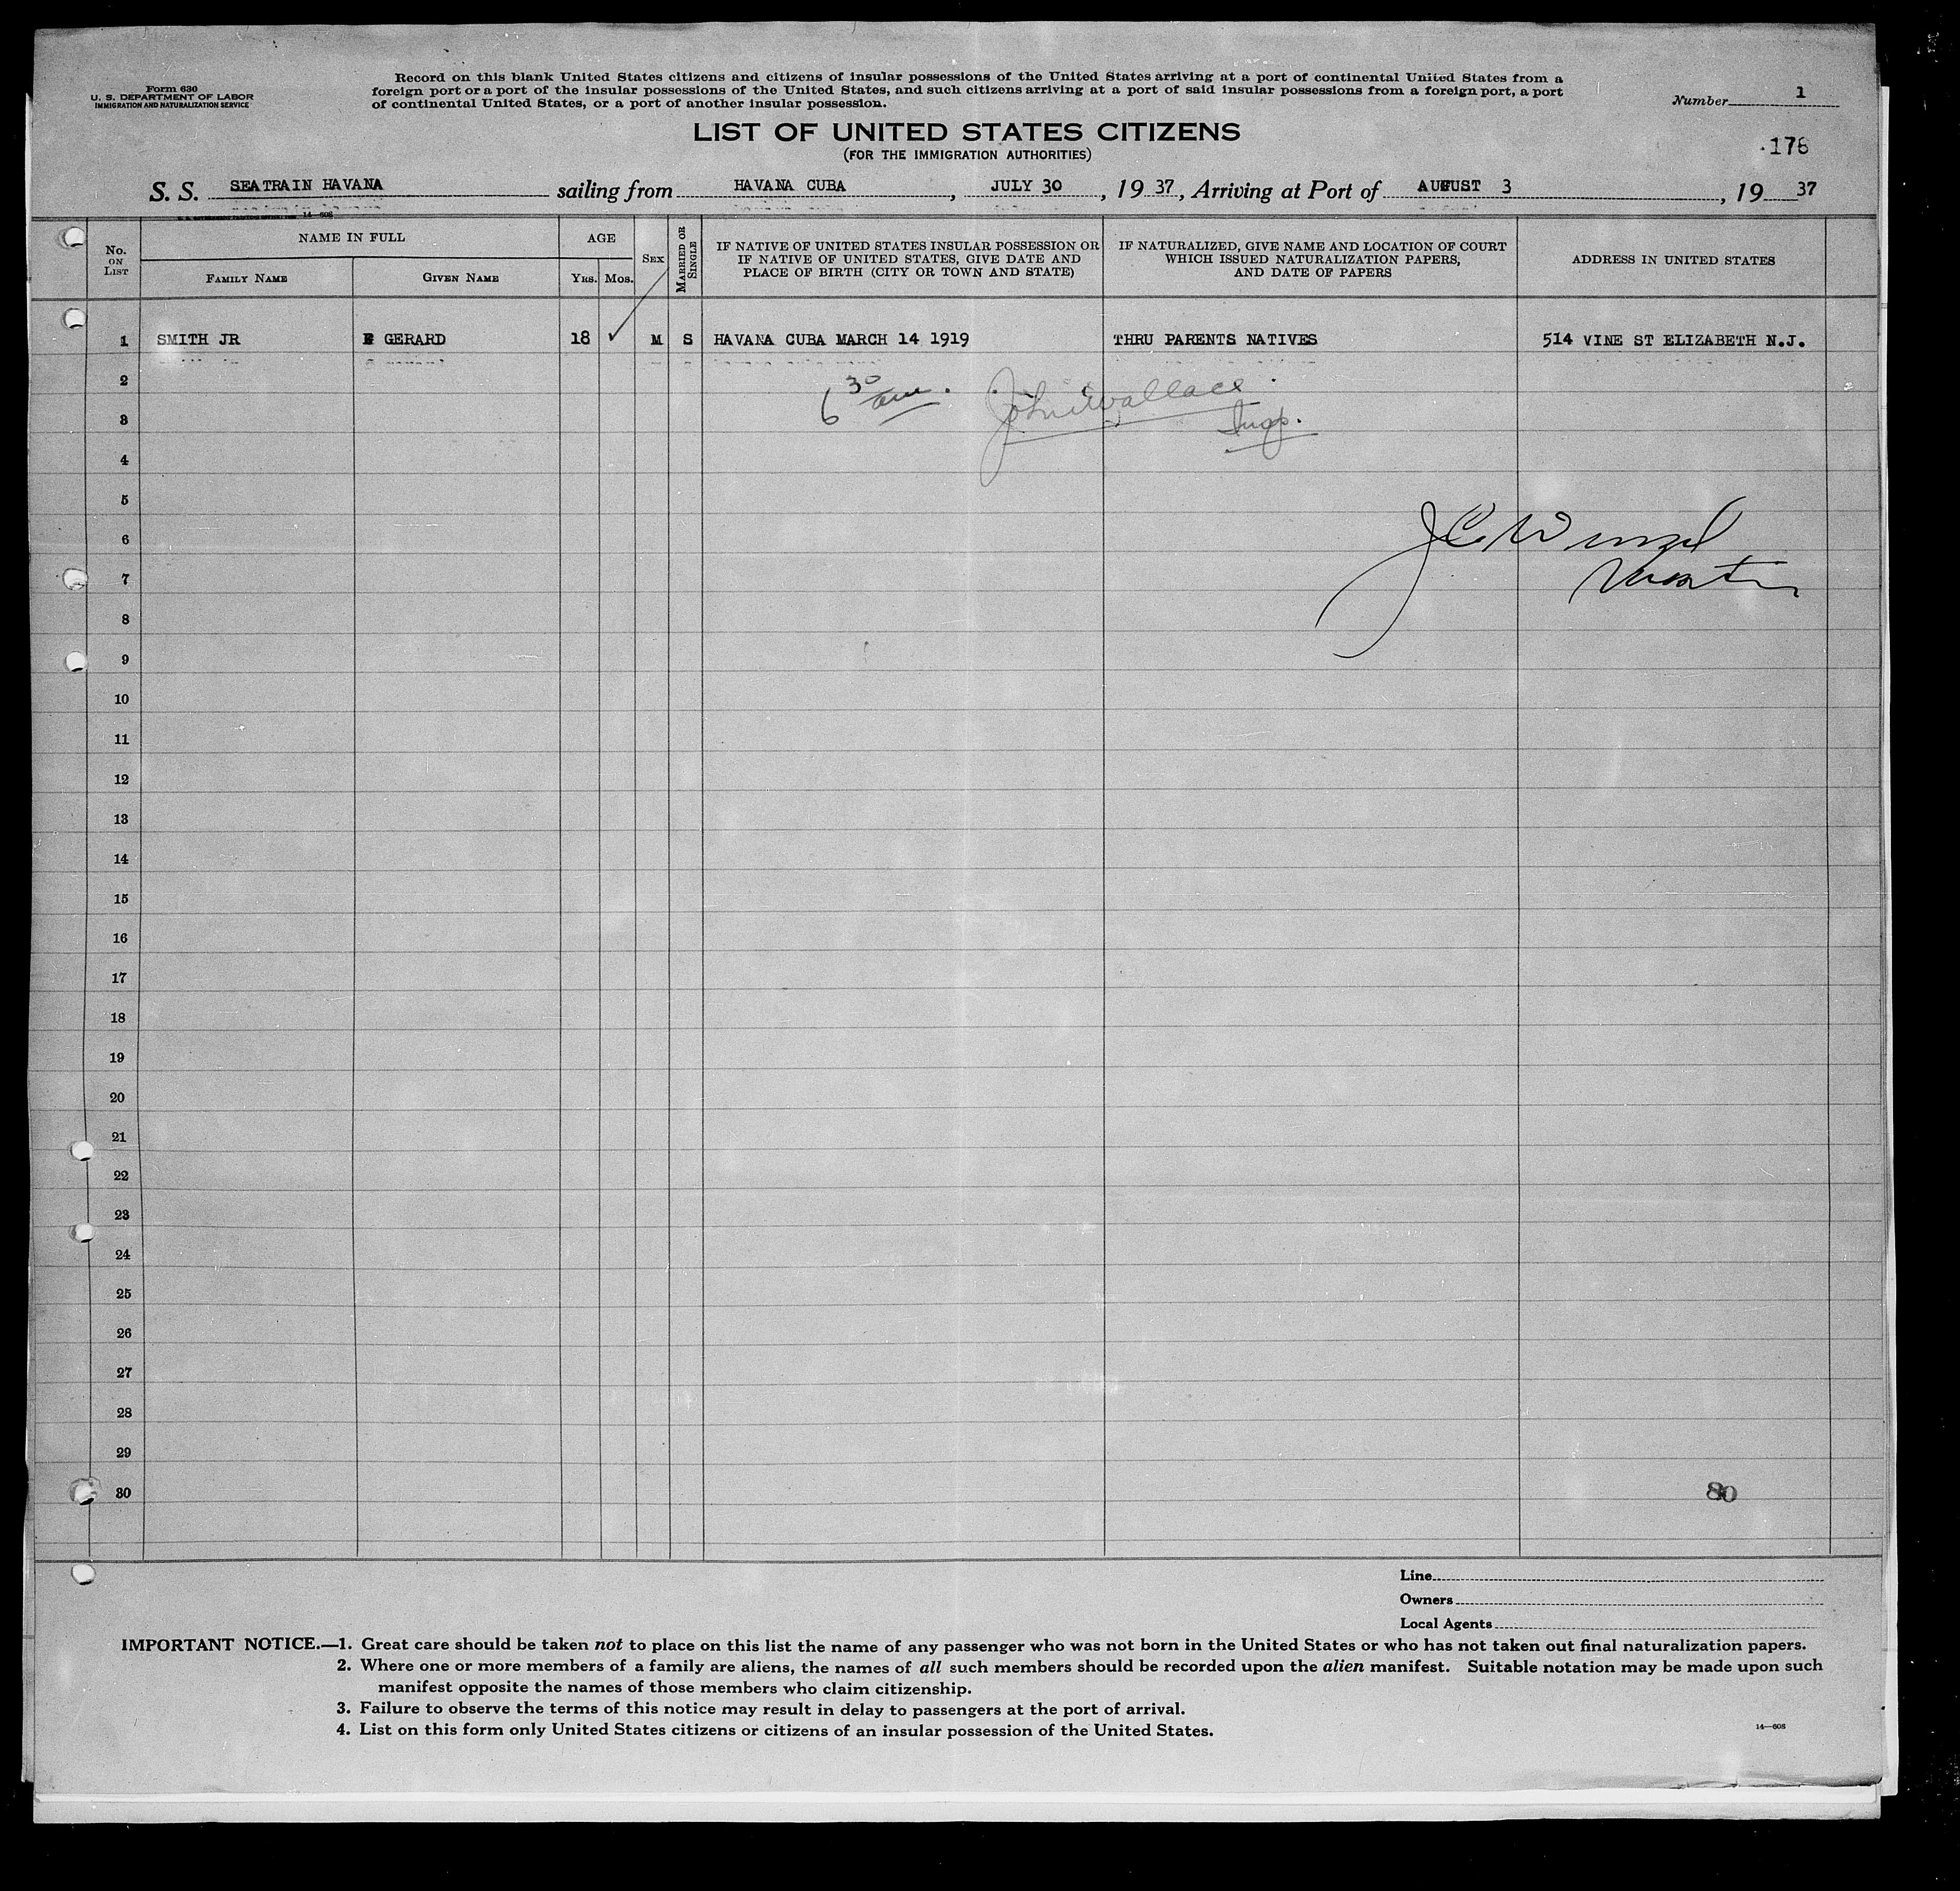 Form 630
U. S. DEPARTMENT OF LABOR
IMMIGRATION AND NATURALIZATION SERVICE
Record on this blank United States citizens and citizens of insular possessions of the United States arriving at a port of continental United States from a
foreign port or a port of the insular possessions of the United States, and such citizens arriving at a port of said insular possessions from a foreign port, a port
of continental United States, or a port of another insular possession.
Number 1
LIST OF UNITED STATES CITIZENS
(FOR THE IMMIGRATION AUTHORITIES)
176
S. S. SEATRAIN HAVANA sailing from HAVANA CUBA, JULY 30, 19 37, Arriving at Port of AUGUST 3, 19 37
14—608
No. ON LIST
NAME IN FULL
FAMILY NAME
GIVEN NAME
AGE
YRS. MOS.
SEX
MARRIED OR SINGLE
IF NATIVE OF UNITED STATES INSULAR POSSESSION OR
IF NATIVE OF UNITED STATES, GIVE DATE AND
PLACE OF BIRTH (CITY OR TOWN AND STATE)
IF NATURALIZED, GIVE NAME AND LOCATION OF COURT
WHICH ISSUED NATURALIZATION PAPERS,
AND DATE OF PAPERS
ADDRESS IN UNITED STATES
1 SMITH JR GERARD 18 ✓ M S HAVANA CUBA MARCH 14 1919 THRU PARENTS NATIVES 514 VINE ST ELIZABETH N.J.
2
6 30 am. John Wallace
3
Insp.
4
5
6
7
8
9
10
11
12
13
14
15
16
17
18
19
20
21
22
23
24
25
26
27
28
29
30 80
Line
Owners
Local Agents
IMPORTANT NOTICE.—1. Great care should be taken not to place on this list the name of any passenger who was not born in the United States or who has not taken out final naturalization papers.
2. Where one or more members of a family are aliens, the names of all such members should be recorded upon the alien manifest. Suitable notation may be made upon such
manifest opposite the names of those members who claim citizenship.
3. Failure to observe the terms of this notice may result in delay to passengers at the port of arrival.
4. List on this form only United States citizens or citizens of an insular possession of the United States.
14—608